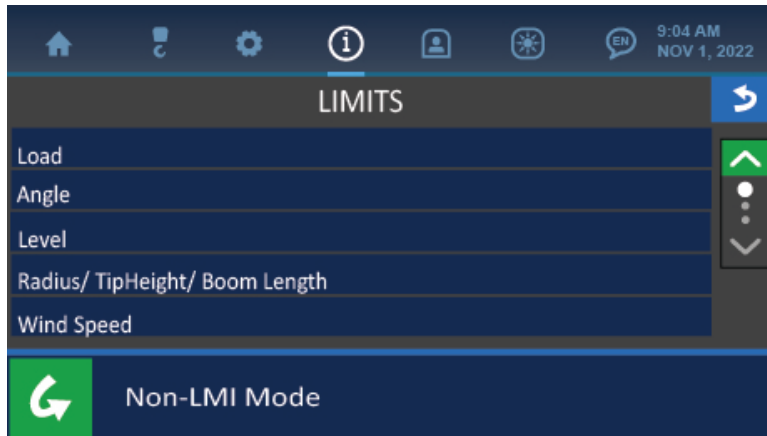 EN
9:04 AM
NOV 1, 2022
LIMITS
Load
Angle
Level
Radius/ TipHeight/ Boom Length
Wind Speed
Non-LMI Mode